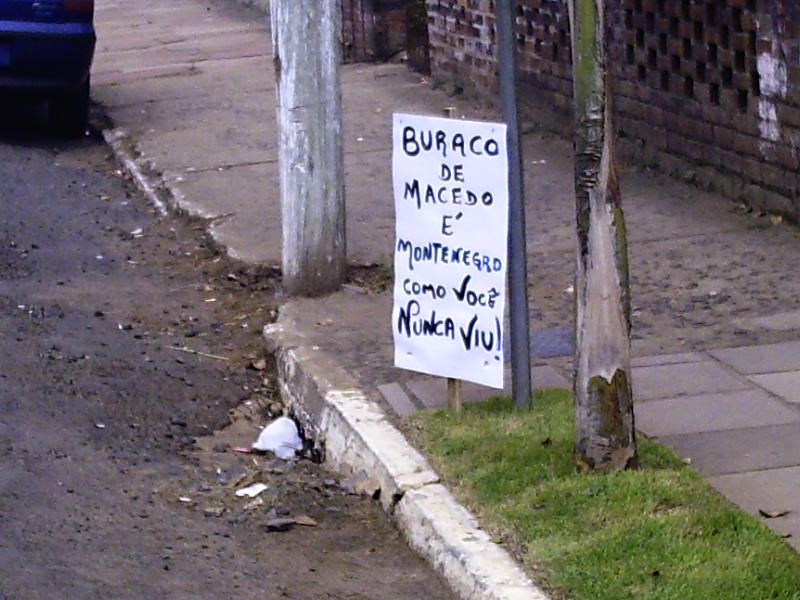 BURACO
DE
MACEDO
É
MONTENEGRO
COMO VOCÊ
NUNCA VIU!